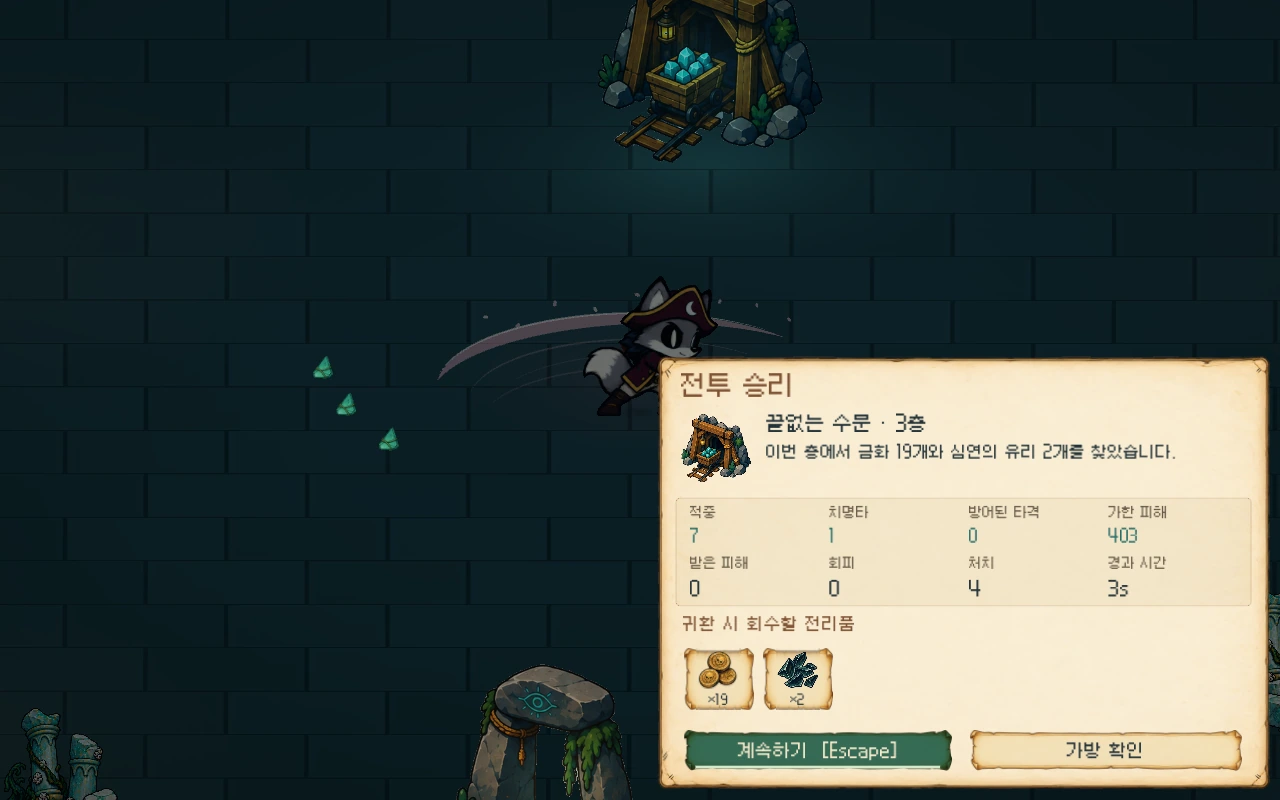 전투 승리
끝없는 수문 · 3층
이번 층에서 금화 19개와 심연의 유리 2개를 찾았습니다.
적중 치명타 방어된 타격 가한 피해
7 1 0 403
받은 피해 회피 처치 경과 시간
0 0 4 3s
귀환 시 회수할 전리품
×19 ×2
계속하기 [Escape] 가방 확인